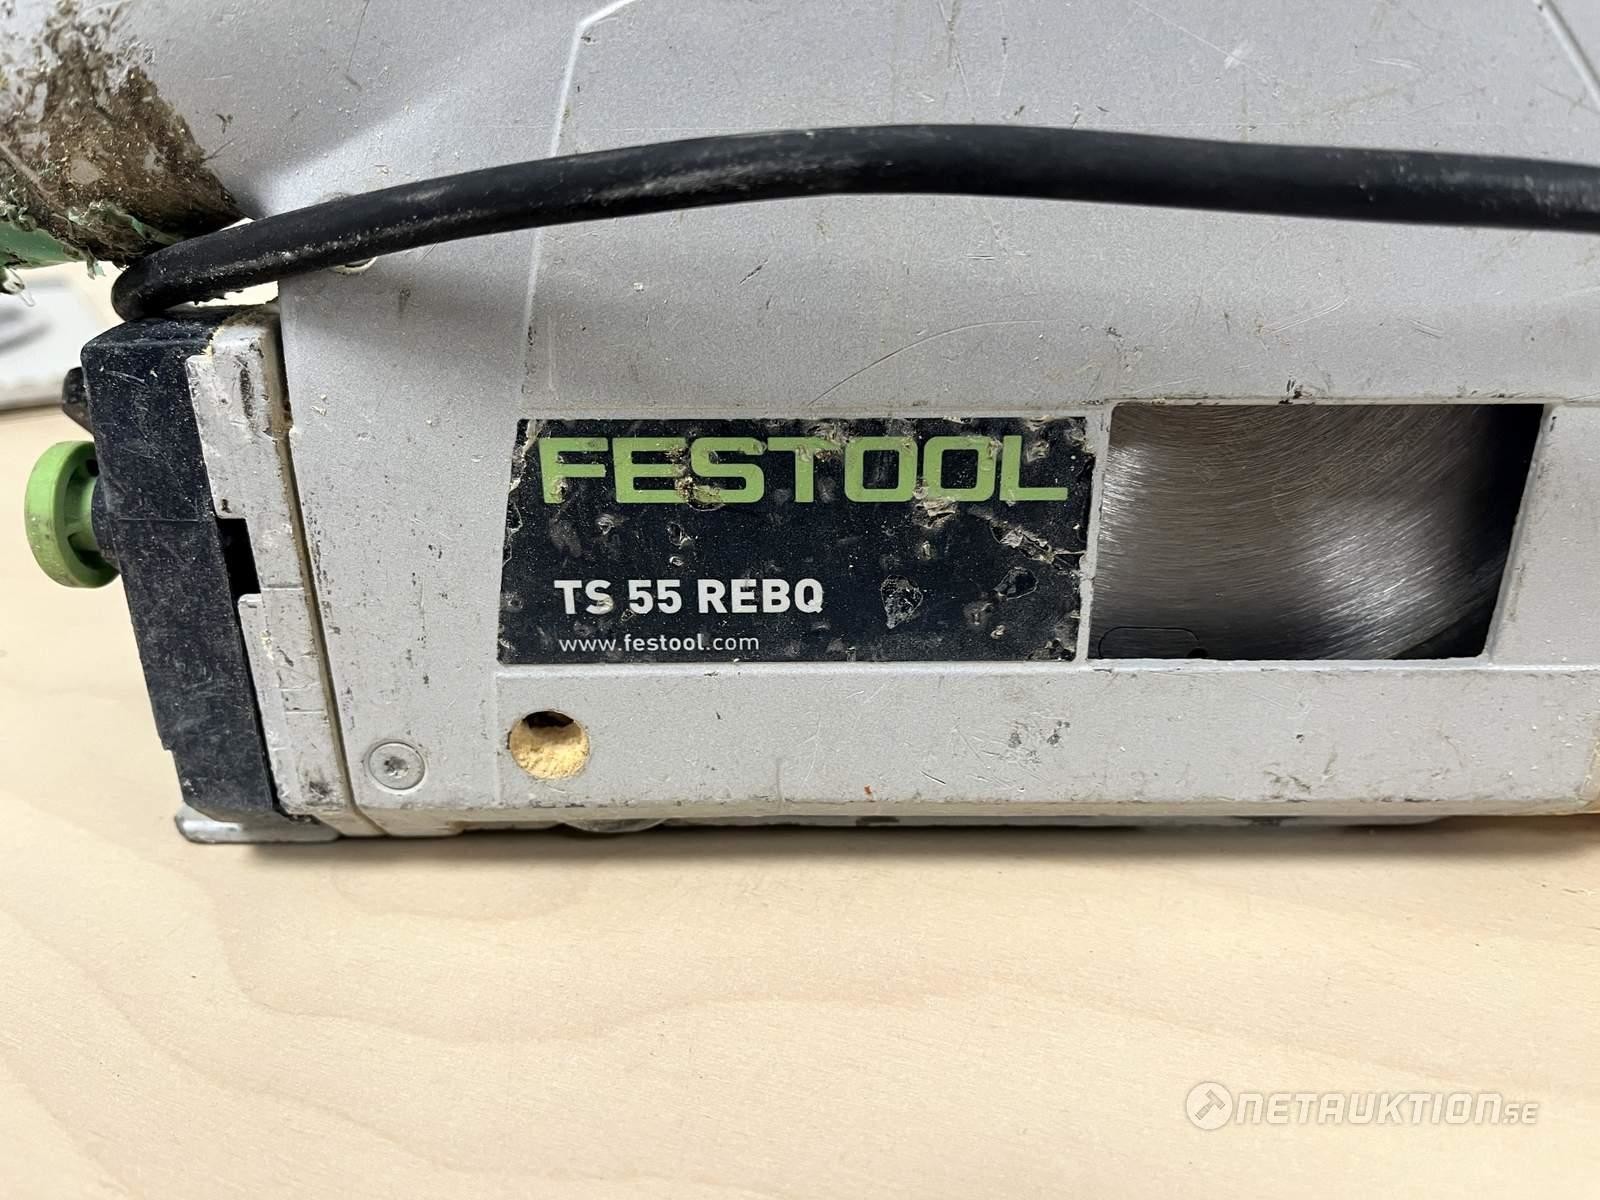 FESTOOL
TS 55 REBQ
www.festool.com
NETAUKTION.SE